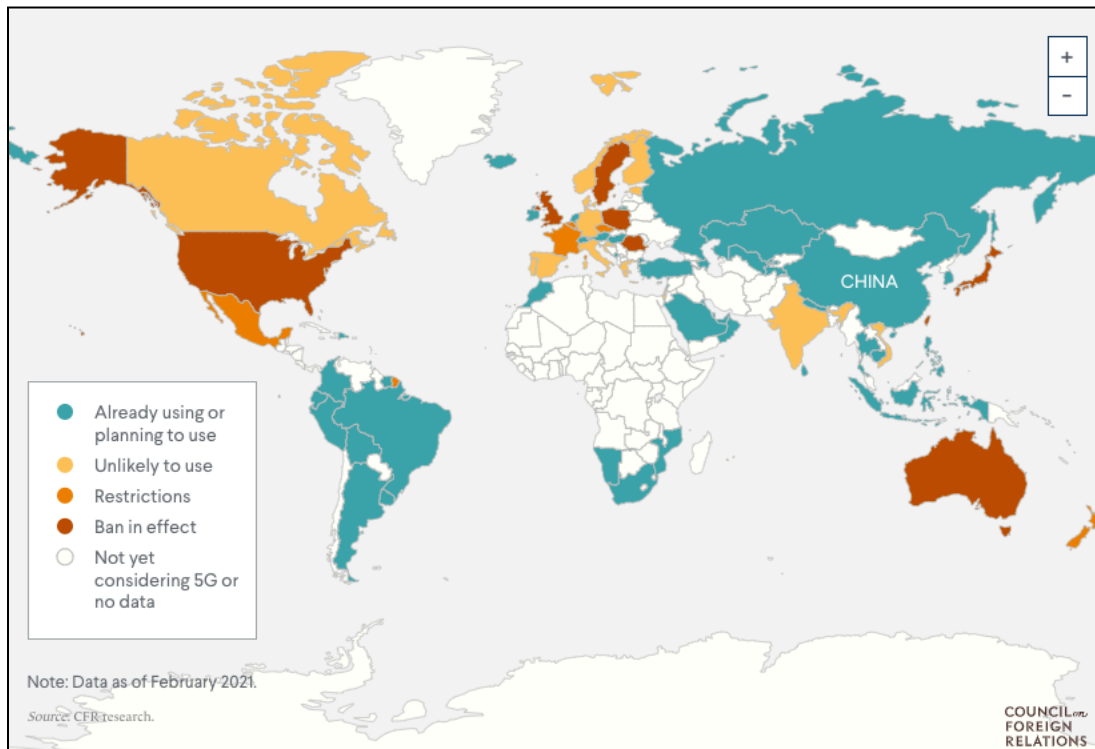 +
−
CHINA
Already using or
planning to use
Unlikely to use
Restrictions
Ban in effect
Not yet
considering 5G or
no data
Note: Data as of February 2021.
Source: CFR research.
COUNCIL on
FOREIGN
RELATIONS